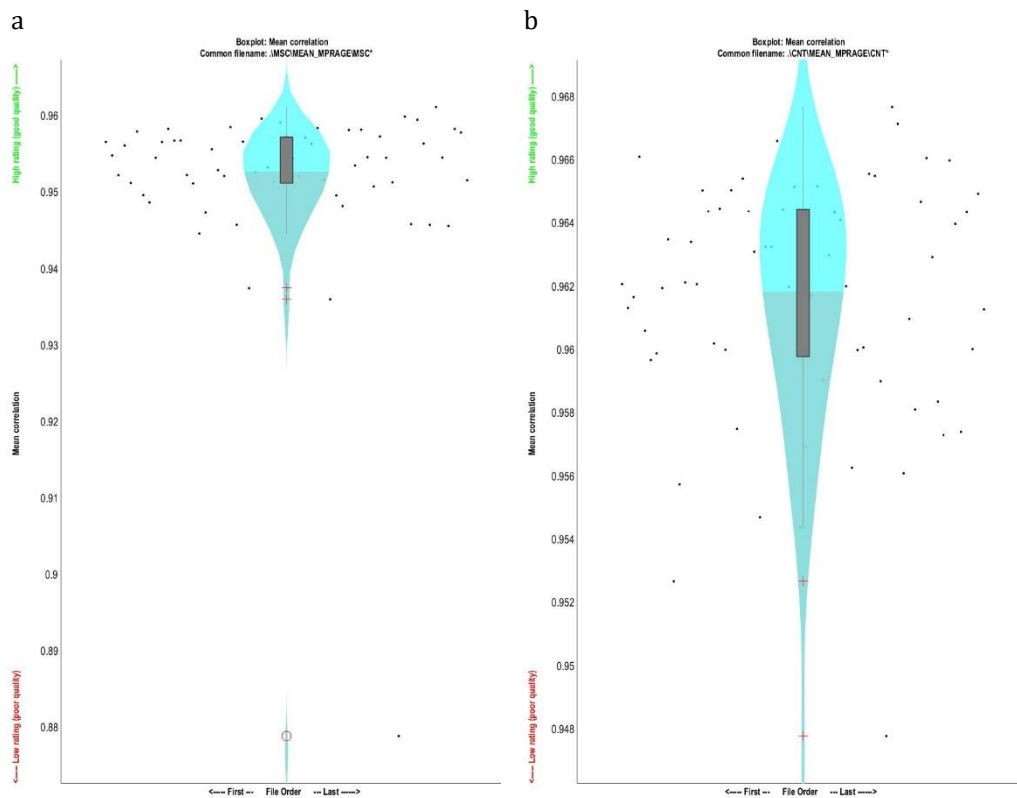 a
Boxplot: Mean correlation
Common filename: .\MSC\MEAN_MPRAGE\MSC*
High rating (good quality) ----->
Mean correlation
<----- Low rating (poor quality)
0.96
0.95
0.94
0.93
0.92
0.91
0.9
0.89
0.88
<----- First --- File Order --- Last ----->
b
Boxplot: Mean correlation
Common filename: .\CNT\MEAN_MPRAGE\CNT*
High rating (good quality) ----->
Mean correlation
<----- Low rating (poor quality)
0.968
0.966
0.964
0.962
0.96
0.958
0.956
0.954
0.952
0.95
0.948
<----- First --- File Order --- Last ----->